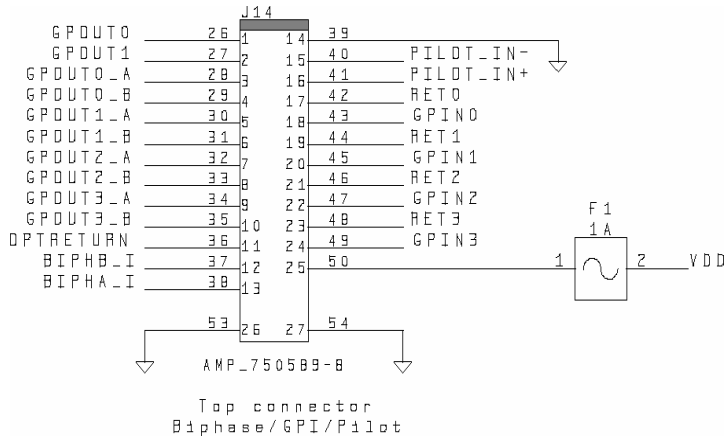 J14
GPOUT0 26 1 14 39
GPOUT1 27 2 15 40 PILOT_IN-
GPOUT0_A 28 3 16 41 PILOT_IN+
GPOUT0_B 29 4 17 42 RET0
GPOUT1_A 30 5 18 43 GPIN0
GPOUT1_B 31 6 19 44 RET1
GPOUT2_A 32 7 20 45 GPIN1
GPOUT2_B 33 8 21 46 RET2
GPOUT3_A 34 9 22 47 GPIN2
GPOUT3_B 35 10 23 48 RET3
OPTRETURN 36 11 24 49 GPIN3
BIPHB_I 37 12 25 50
BIPHA_I 38 13
F1
1A
1 2 VDD
53 26 27 54
AMP_750589-8
Top connector
Biphase/GPI/Pilot